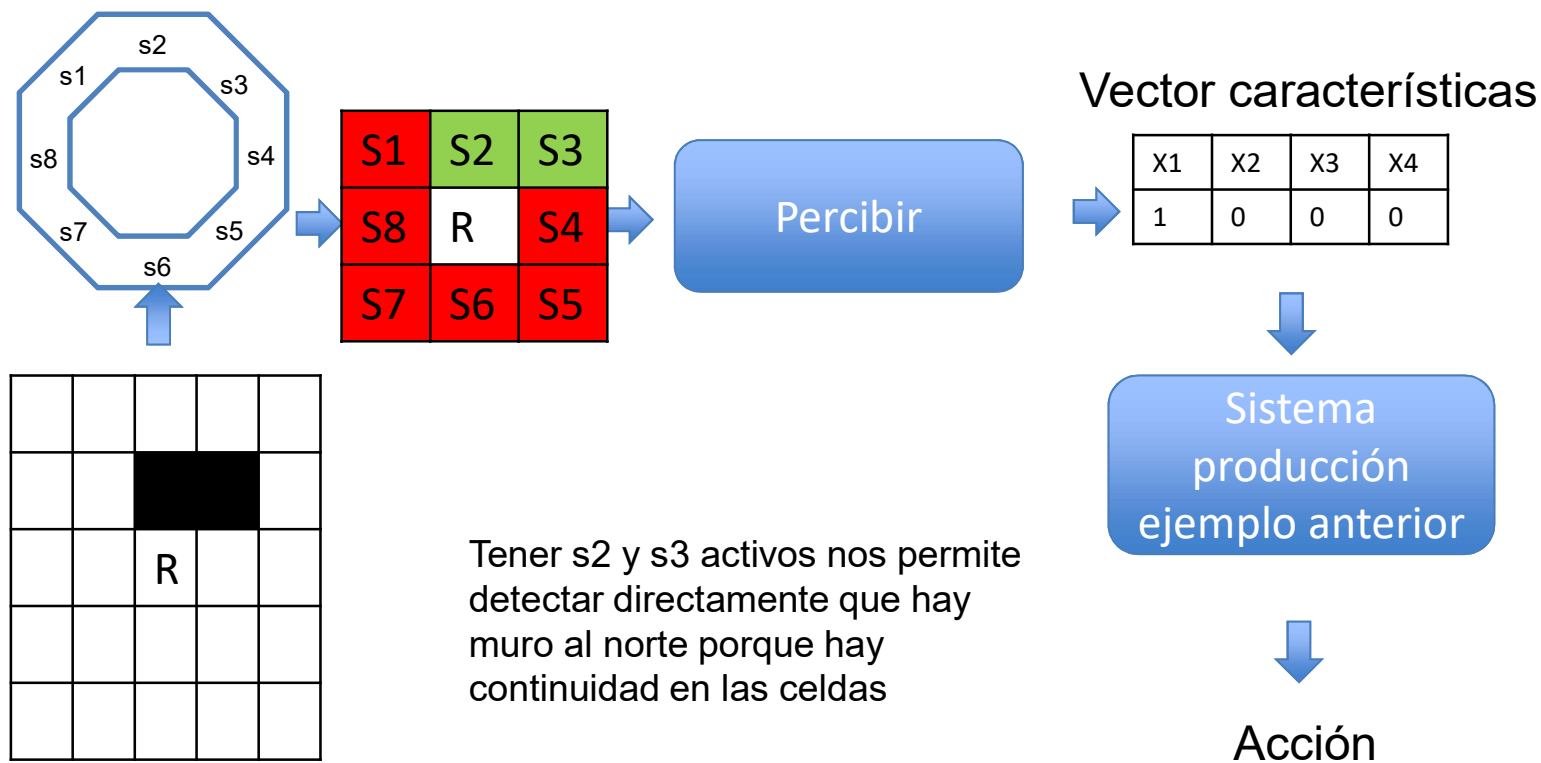 s1 s2 s3
s8 s4
s7 s6 s5
S1 S2 S3
S8 R S4
S7 S6 S5
Percibir
Vector características
X1 X2 X3 X4
1 0 0 0
Sistema
producción
ejemplo anterior
Acción
R
Tener s2 y s3 activos nos permite
detectar directamente que hay
muro al norte porque hay
continuidad en las celdas